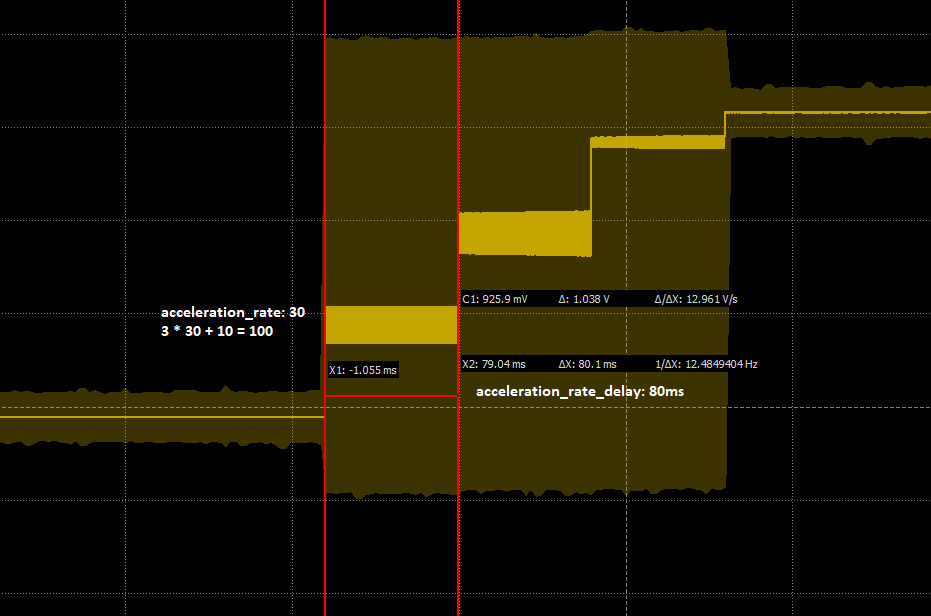 C1: 925.9 mV Δ: 1.038 V Δ/ΔX: 12.961 V/s
acceleration_rate: 30
3 * 30 + 10 = 100
X1: -1.055 ms
X2: 79.04 ms ΔX: 80.1 ms 1/ΔX: 12.4849404 Hz
acceleration_rate_delay: 80ms